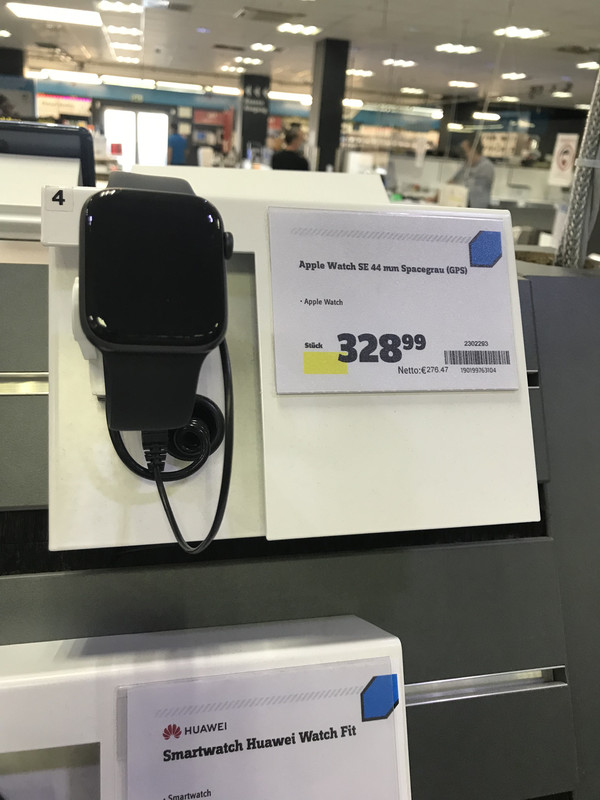 4
Apple Watch SE 44 mm Spacegrau (GPS)
• Apple Watch
Stück
328⁹⁹
Netto:€276.47
2302293
190199763104
HUAWEI
Smartwatch Huawei Watch Fit
• Smartwatch